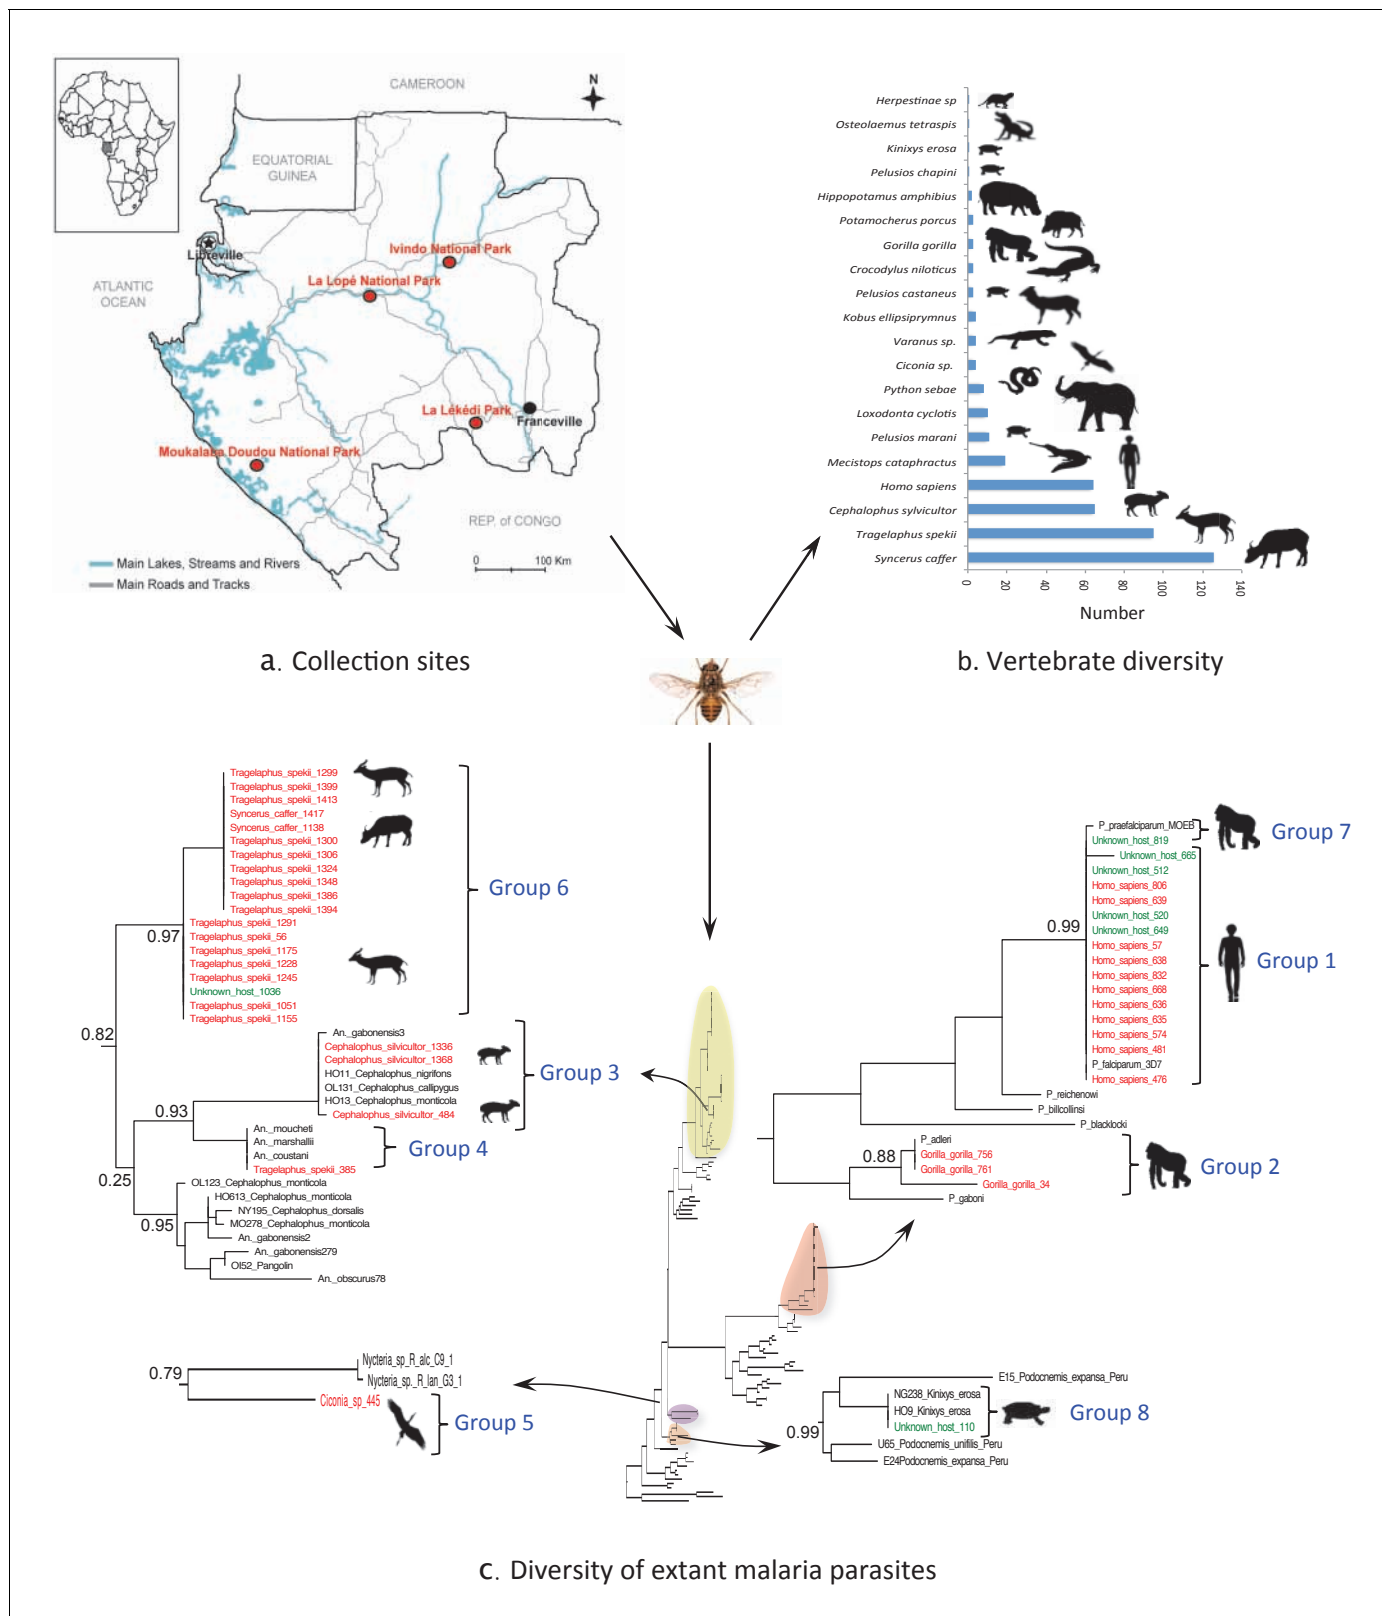 CAMEROON
N
EQUATORIAL
GUINEA
Libreville
Ivindo National Park
La Lopé National Park
ATLANTIC
OCEAN
La Lékédi Park
Franceville
Moukalaba Doudou National Park
REP. of CONGO
Main Lakes, Streams and Rivers
Main Roads and Tracks
0 100 Km
a. Collection sites
Herpestinae sp
Osteolaemus tetraspis
Kinixys erosa
Pelusios chapini
Hippopotamus amphibius
Potamocherus porcus
Gorilla gorilla
Crocodylus niloticus
Pelusios castaneus
Kobus ellipsiprymnus
Varanus sp.
Ciconia sp.
Python sebae
Loxodonta cyclotis
Pelusios marani
Mecistops cataphractus
Homo sapiens
Cephalophus sylvicultor
Tragelaphus spekii
Syncerus caffer
0 20 40 60 80 100 120 140
Number
b. Vertebrate diversity
Tragelaphus_spekii_1299
Tragelaphus_spekii_1399
Tragelaphus_spekii_1413
Syncerus_caffer_1417
Syncerus_caffer_1138
Tragelaphus_spekii_1300
Tragelaphus_spekii_1306
Tragelaphus_spekii_1324
Tragelaphus_spekii_1348
Tragelaphus_spekii_1386
Tragelaphus_spekii_1394
Tragelaphus_spekii_1291
Tragelaphus_spekii_56
Tragelaphus_spekii_1175
Tragelaphus_spekii_1228
Tragelaphus_spekii_1245
Unknown_host_1036
Tragelaphus_spekii_1051
Tragelaphus_spekii_1155
Group 6
0.97
0.82
An._gabonensis3
Cephalophus_silvicultor_1336
Cephalophus_silvicultor_1368
HO11_Cephalophus_nigrifons
OL131_Cephalophus_callipygus
HO13_Cephalophus_monticola
Cephalophus_silvicultor_484
Group 3
0.93
An._moucheti
An._marshallii
An._coustani
Tragelaphus_spekii_385
Group 4
0.25
OL123_Cephalophus_monticola
HO613_Cephalophus_monticola
NY195_Cephalophus_dorsalis
MO278_Cephalophus_monticola
An._gabonensis2
An._gabonensis279
OI52_Pangolin
An._obscurus78
0.95
P_praefalciparum_MOEB
Unknown_host_819
Group 7
Unknown_host_665
Unknown_host_512
Homo_sapiens_806
Homo_sapiens_639
Unknown_host_520
Unknown_host_649
Homo_sapiens_57
Homo_sapiens_638
Homo_sapiens_832
Homo_sapiens_668
Homo_sapiens_636
Homo_sapiens_635
Homo_sapiens_574
Homo_sapiens_481
P_falciparum_3D7
Homo_sapiens_476
Group 1
0.99
P_reichenowi
P_billcollinsi
P_blacklocki
P_adleri
Gorilla_gorilla_756
Gorilla_gorilla_761
Gorilla_gorilla_34
P_gaboni
0.88
Group 2
0.79
Nycteria_sp_R_alc_C9_1
Nycteria_sp._R_lan_G3_1
Ciconia_sp_445
Group 5
E15_Podocnemis_expansa_Peru
NG238_Kinixys_erosa
HO9_Kinixys_erosa
Unknown_host_110
Group 8
0.99
U65_Podocnemis_unifilis_Peru
E24Podocnemis_expansa_Peru
c. Diversity of extant malaria parasites